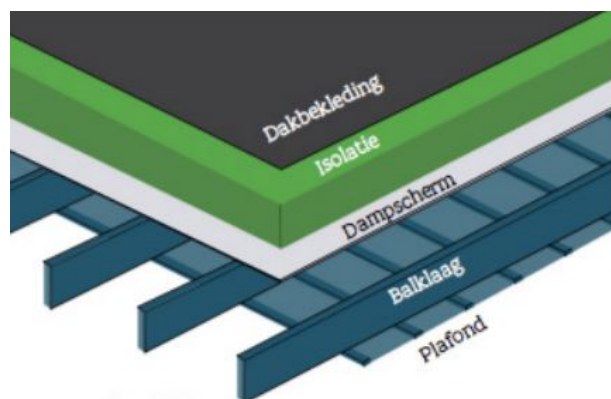 Dakbekleding
Isolatie
Dampscherm
Balklaag
Plafond